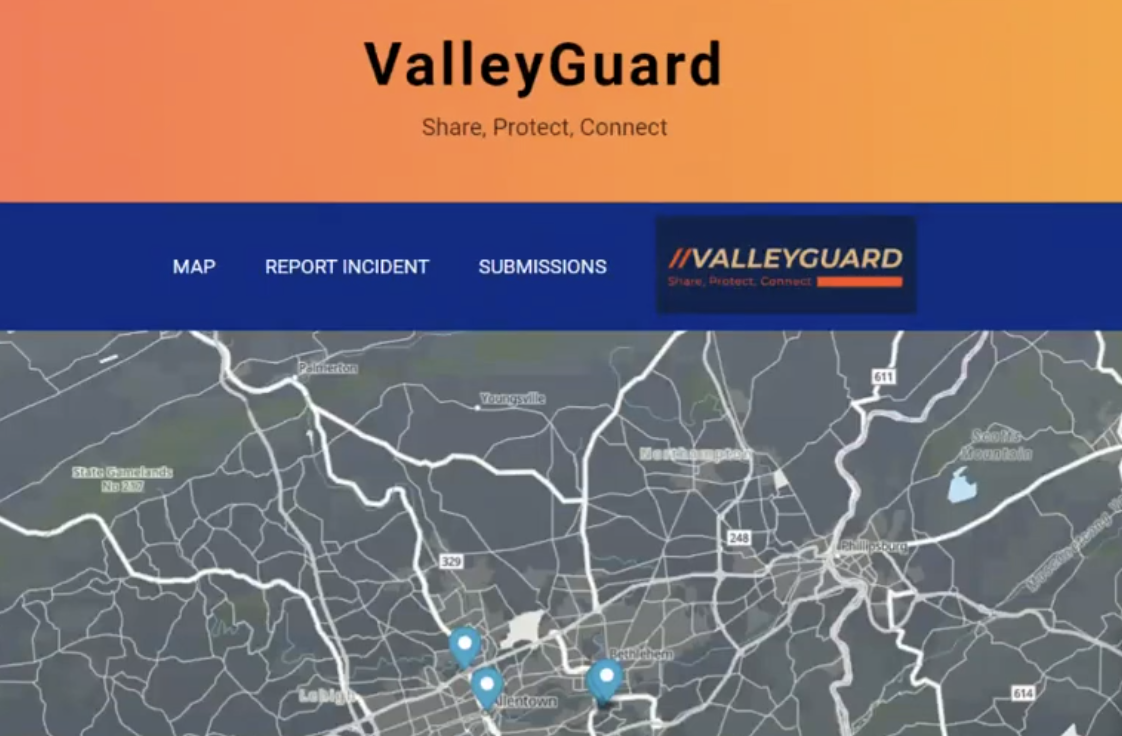 ValleyGuard
Share, Protect, Connect
MAP
REPORT INCIDENT
SUBMISSIONS
//VALLEYGUARD
Share, Protect, Connect
Palmerton
611
Youngsville
Scotts
Mountain
Northampton
State Gamelands
No 217
248
Phillipsburg
329
Bethlehem
Lehigh
llentown
614